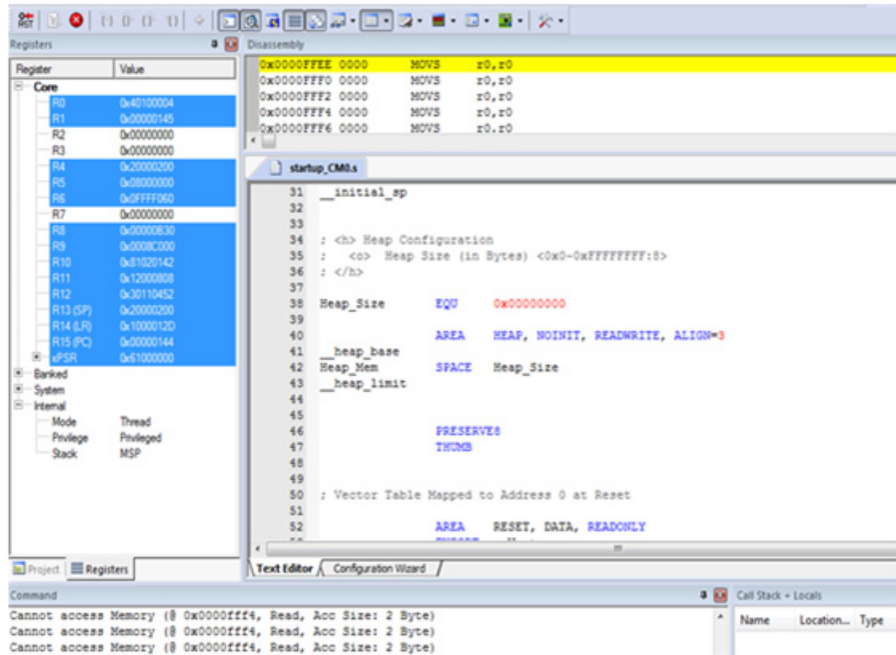 RST
Registers
Disassembly
Register Value
Core
R0 0x40100004
R1 0x00000145
R2 0x00000000
R3 0x00000000
R4 0x20000200
R5 0x08000000
R6 0x0FFFF060
R7 0x00000000
R8 0x00000B30
R9 0x0008C000
R10 0x81020142
R11 0x12000808
R12 0x30110452
R13 (SP) 0x20000200
R14 (LR) 0x1000012D
R15 (PC) 0x00000144
xPSR 0x61000000
Banked
System
Internal
Mode Thread
Privilege Privileged
Stack MSP
Project Registers
0x0000FFEE 0000 MOVS r0,r0
0x0000FFF0 0000 MOVS r0,r0
0x0000FFF2 0000 MOVS r0,r0
0x0000FFF4 0000 MOVS r0,r0
0x0000FFF6 0000 MOVS r0,r0
startup_CM0.s
31 __initial_sp
32
33
34 ; <h> Heap Configuration
35 ; <o> Heap Size (in Bytes) <0x0-0xFFFFFFFF:8>
36 ; </h>
37
38 Heap_Size EQU 0x00000000
39
40 AREA HEAP, NOINIT, READWRITE, ALIGN=3
41 __heap_base
42 Heap_Mem SPACE Heap_Size
43 __heap_limit
44
45
46 PRESERVE8
47 THUMB
48
49
50 ; Vector Table Mapped to Address 0 at Reset
51
52 AREA RESET, DATA, READONLY
Text Editor Configuration Wizard
Command
Cannot access Memory (@ 0x0000fff4, Read, Acc Size: 2 Byte)
Cannot access Memory (@ 0x0000fff4, Read, Acc Size: 2 Byte)
Cannot access Memory (@ 0x0000fff4, Read, Acc Size: 2 Byte)
Call Stack + Locals
Name Location... Type